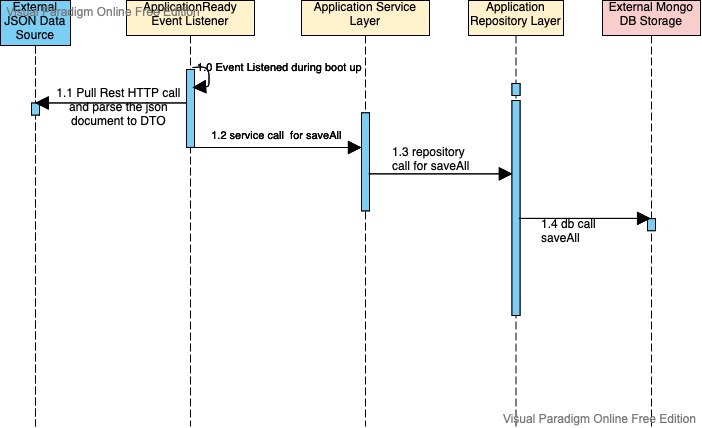 Visual Paradigm Online Free Edition
External
JSON Data
Source
ApplicationReady
Event Listener
Application Service
Layer
Application
Repository Layer
External Mongo
DB Storage
1.0 Event Listened during boot up
1.1 Pull Rest HTTP call
and parse the json
document to DTO
1.2 service call  for saveAll
1.3 repository
call for saveAll
1.4 db call
saveAll
Visual Paradigm Online Free Edition